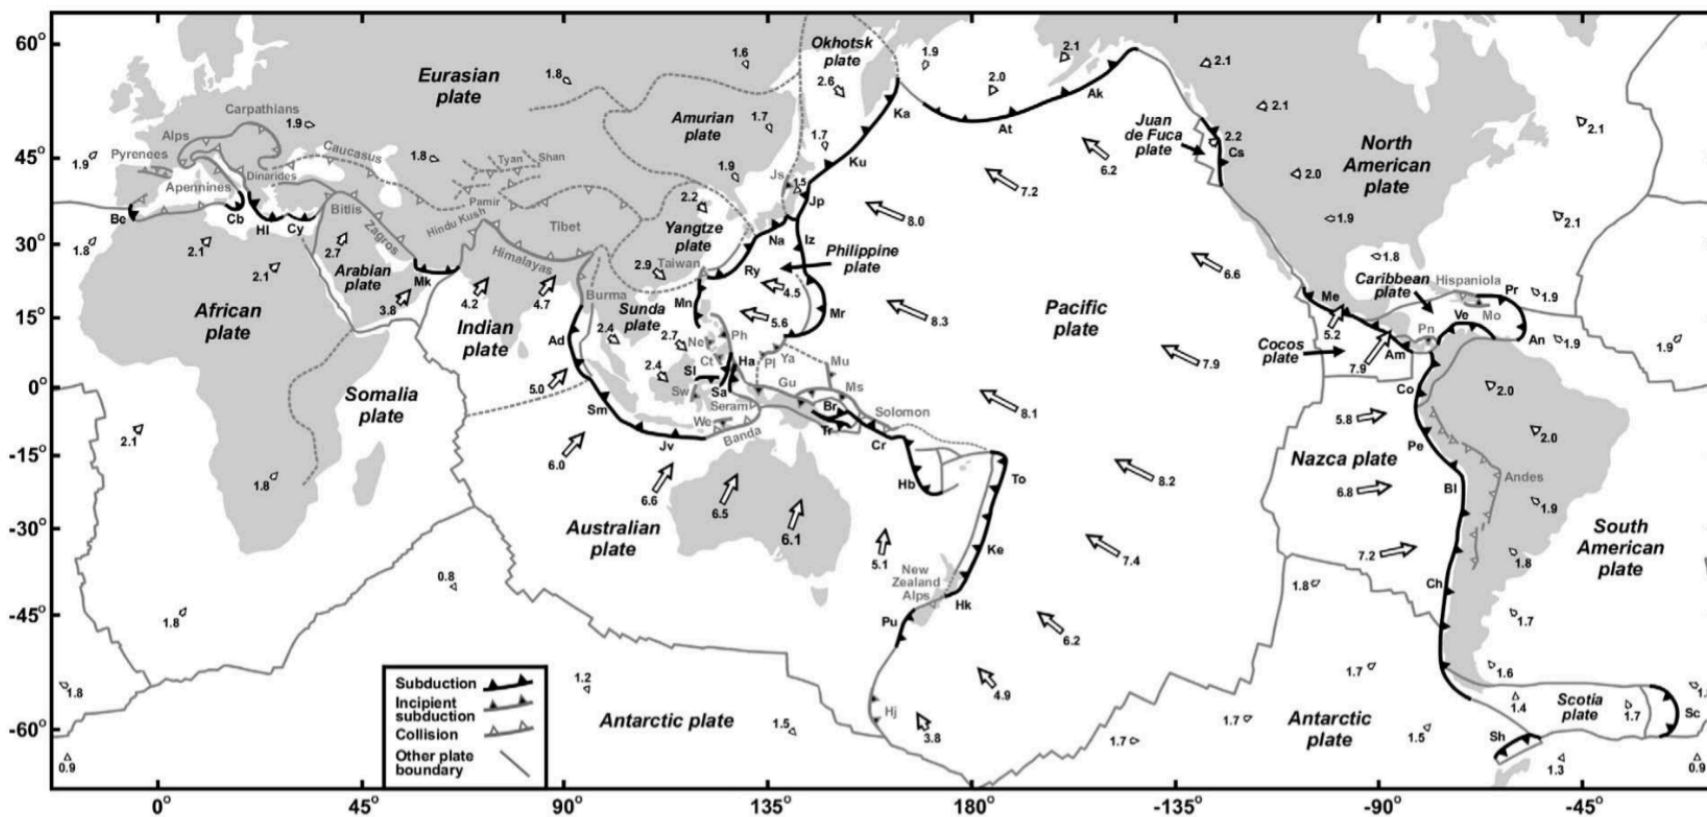 60°
45°
30°
15°
0°
-15°
-30°
-45°
-60°
0°
45°
90°
135°
180°
-135°
-90°
-45°
Eurasian
plate
Okhotsk
plate
Amurian
plate
Yangtze
plate
Philippine
plate
Sunda
plate
Arabian
plate
African
plate
Indian
plate
Somalia
plate
Australian
plate
Antarctic plate
Pacific
plate
Juan
de Fuca
plate
North
American
plate
Caribbean
plate
Cocos
plate
Nazca plate
South
American
plate
Antarctic
plate
Scotia
plate
Carpathians
Alps
Pyrenees
Dinarides
Apennines
Caucasus
Bitlis
Zagros
Tyan
Shan
Pamir
Hindu Kush
Tibet
Himalayas
Burma
Taiwan
Seram
Banda
Solomon
New
Zealand
Alps
Hispaniola
Andes
Be
Cb
Hl
Cy
Mk
Ad
Sm
Jv
Mn
Ry
Na
Iz
Jp
Js
Ku
Ka
At
Ak
Cs
Mr
Ya
Pl
Ph
Ne
Ct
Sl
Sw
Ha
Sa
We
Gu
Mu
Ms
Br
Tr
Cr
Hb
To
Ke
Hk
Pu
Hj
Me
Am
Pn
Ve
Mo
Pr
An
Co
Pe
Bl
Ch
Sh
Sc
1.9
1.9
1.8
1.8
1.8
1.6
1.7
1.9
2.6
1.7
1.5
1.9
2.0
2.1
2.1
2.1
2.2
2.0
1.9
2.1
2.1
1.8
2.1
2.1
2.7
3.8
4.2
4.7
2.9
2.2
2.4
2.7
2.4
5.0
4.5
5.6
6.2
7.2
8.0
6.6
8.3
7.9
8.1
8.2
7.4
6.2
4.9
3.8
1.8
5.2
7.9
1.9
1.9
1.9
2.0
2.0
1.9
1.8
1.7
1.6
5.8
6.8
7.2
2.1
1.8
1.8
1.8
0.9
0.8
6.0
6.6
6.5
6.1
5.1
1.2
1.5
1.7
1.7
1.8
1.7
1.5
1.4
1.7
1.3
0.9
Subduction
Incipient
subduction
Collision
Other plate
boundary